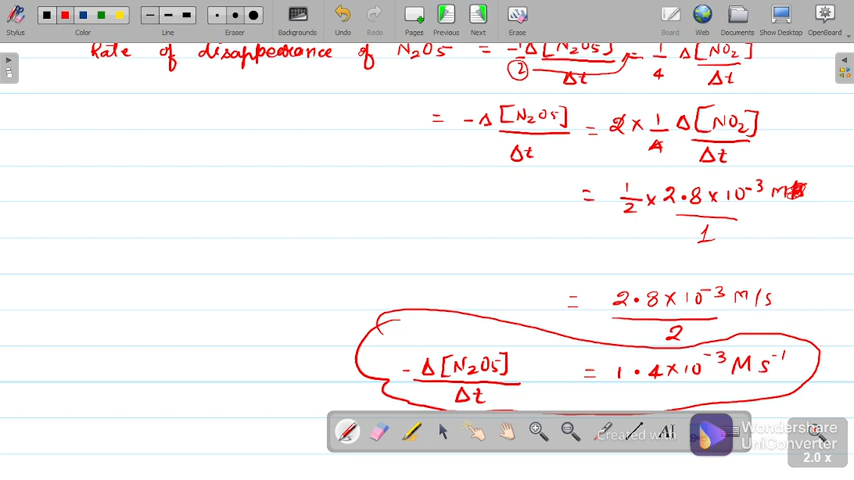 Stylus Color Line Eraser Backgrounds Undo Redo Pages Previous Next Erase Board Web Documents Show Desktop OpenBoard
Rate of disappearance of N2O5 = -1/2 Δ[N2O5]/Δt = 1/4 Δ[NO2]/Δt
= -Δ[N2O5]/Δt = 2 × 1/4 Δ[NO2]/Δt
= 1/2 × 2.8 × 10⁻³ M/1
= 2.8 × 10⁻³ M/s / 2
-Δ[N2O5]/Δt = 1.4 × 10⁻³ M s⁻¹
Created with Wondershare UniConverter
2.0 x